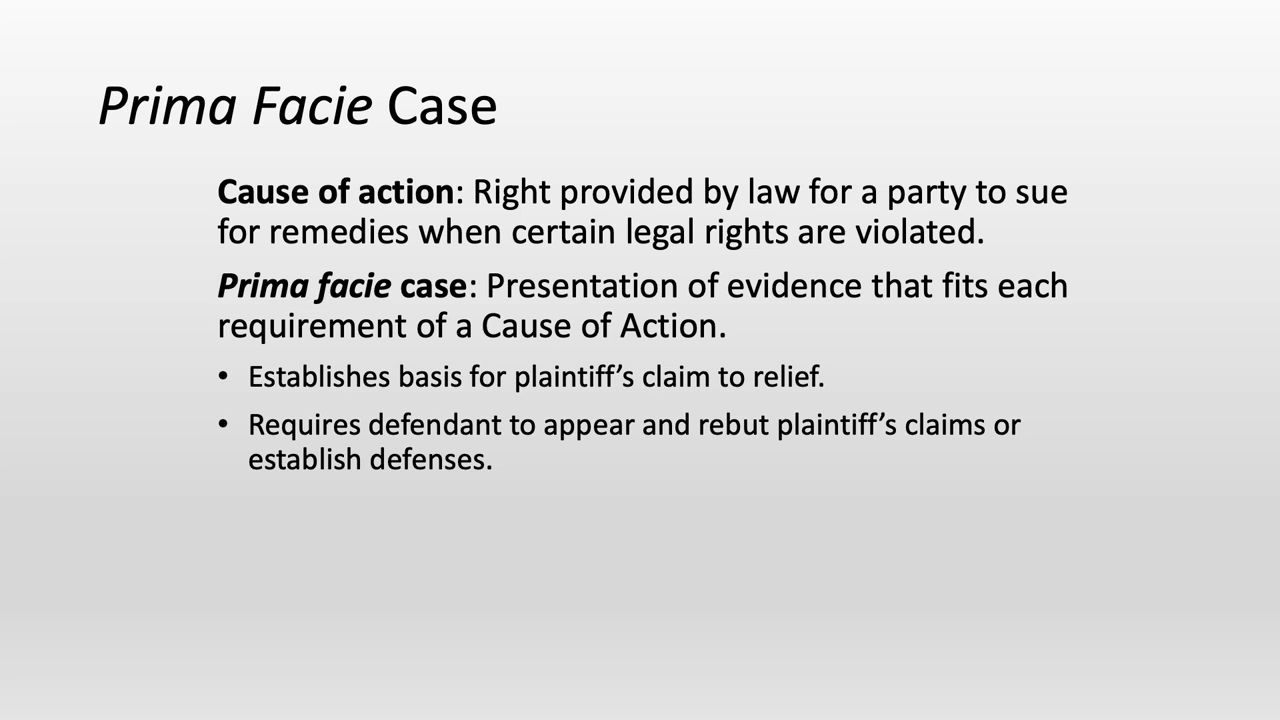 Prima Facie Case
Cause of action: Right provided by law for a party to sue
for remedies when certain legal rights are violated.
Prima facie case: Presentation of evidence that fits each
requirement of a Cause of Action.
• Establishes basis for plaintiff’s claim to relief.
• Requires defendant to appear and rebut plaintiff’s claims or
establish defenses.